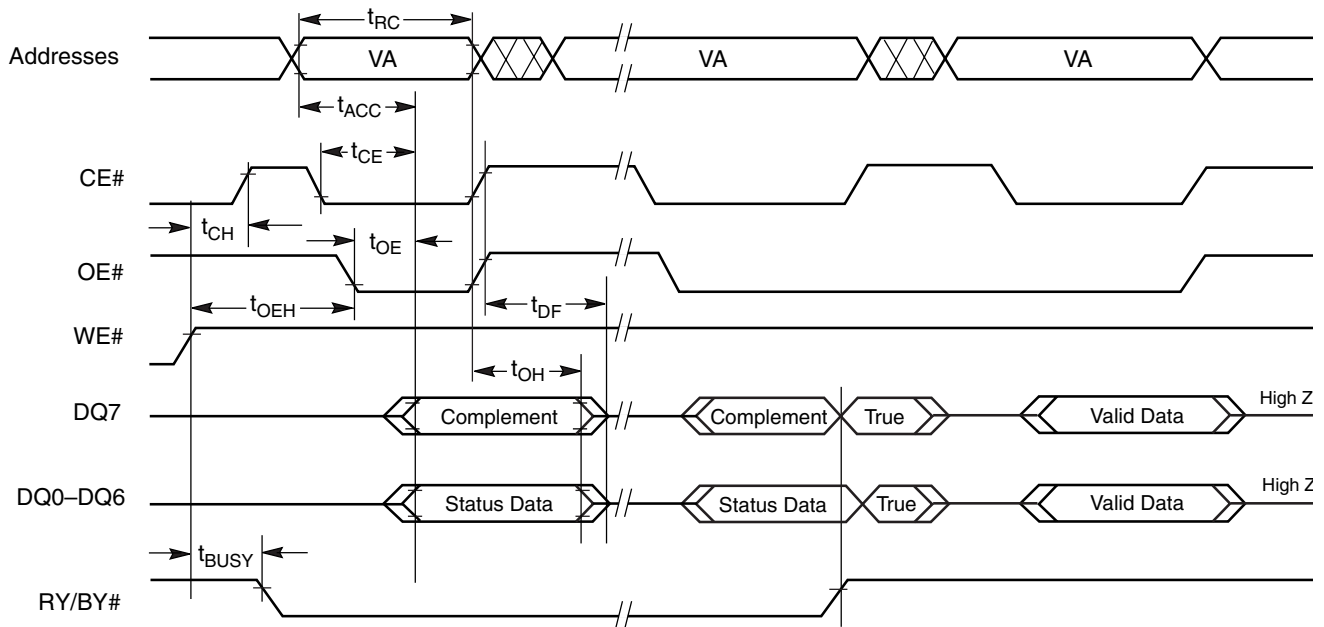 tRC
Addresses VA VA VA
tACC
tCE
CE#
tCH tOE
OE#
tOEH tDF
WE#
tOH
DQ7 Complement Complement True Valid Data High Z
DQ0–DQ6 Status Data Status Data True Valid Data High Z
tBUSY
RY/BY#